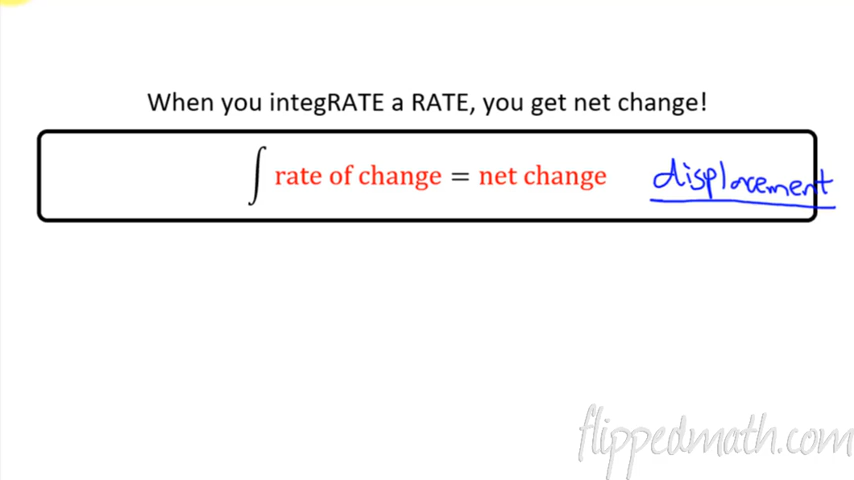 When you integRATE a RATE, you get net change!
∫ rate of change = net change displacement
flippedmath.com